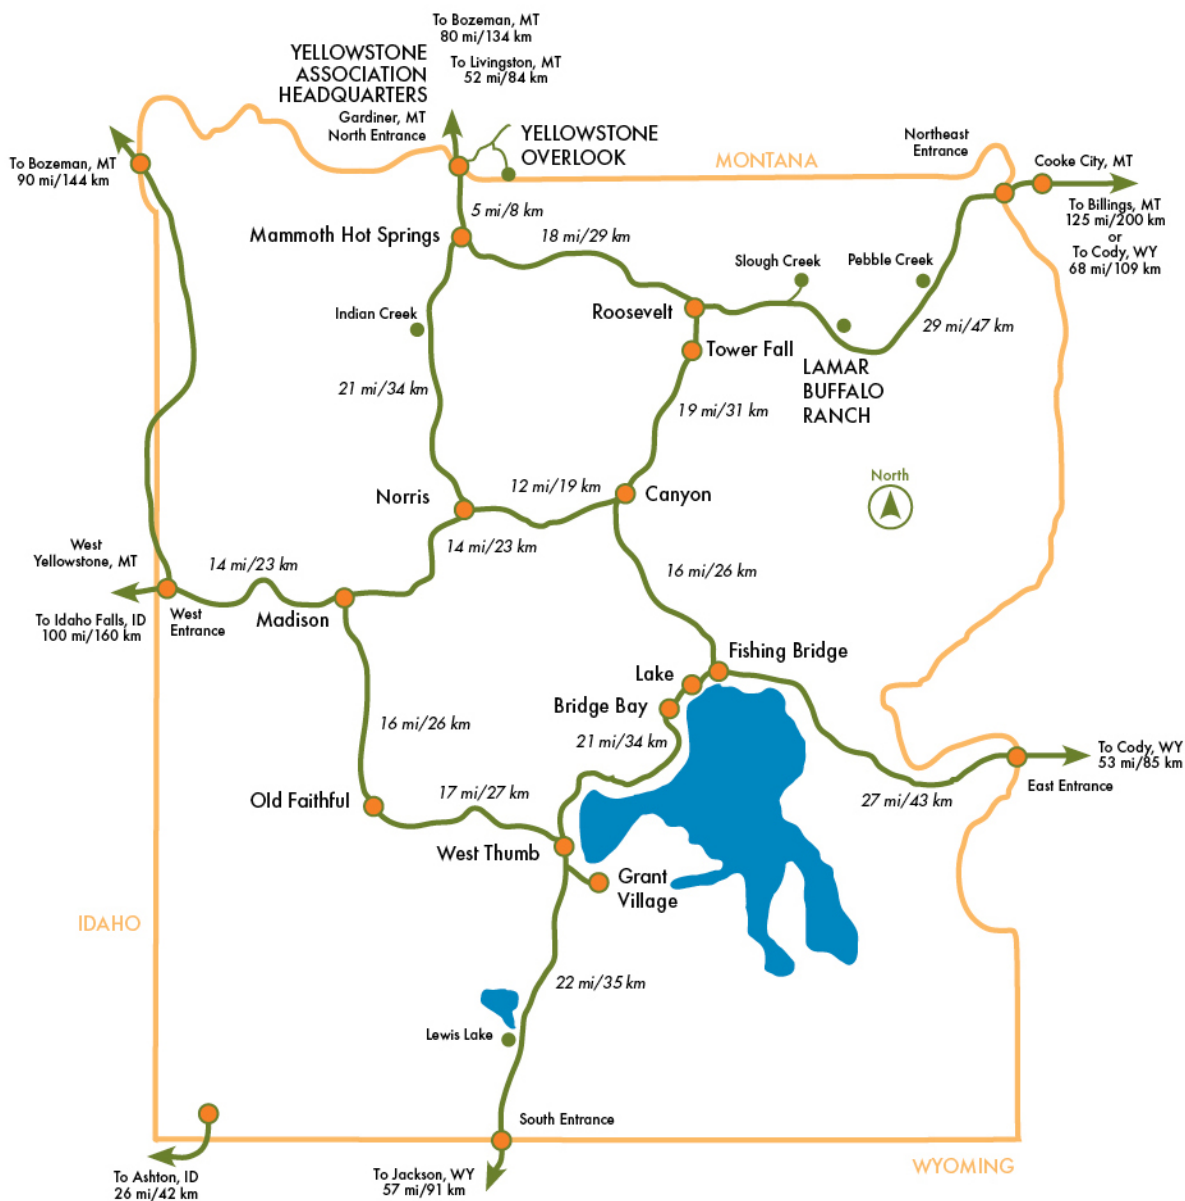 To Bozeman, MT
80 mi/134 km
To Livingston, MT
52 mi/84 km
YELLOWSTONE
ASSOCIATION
HEADQUARTERS
Gardiner, MT
North Entrance
YELLOWSTONE
OVERLOOK
MONTANA
Northeast
Entrance
Cooke City, MT
To Billings, MT
125 mi/200 km
or
To Cody, WY
68 mi/109 km
To Bozeman, MT
90 mi/144 km
5 mi/8 km
Mammoth Hot Springs
18 mi/29 km
Slough Creek
Pebble Creek
Indian Creek
Roosevelt
29 mi/47 km
Tower Fall
LAMAR
BUFFALO
RANCH
21 mi/34 km
19 mi/31 km
North
12 mi/19 km
Norris
Canyon
14 mi/23 km
West
Yellowstone, MT
14 mi/23 km
16 mi/26 km
To Idaho Falls, ID
100 mi/160 km
West
Entrance
Madison
Fishing Bridge
Lake
Bridge Bay
16 mi/26 km
21 mi/34 km
To Cody, WY
53 mi/85 km
East Entrance
27 mi/43 km
Old Faithful
17 mi/27 km
West Thumb
Grant
Village
IDAHO
22 mi/35 km
Lewis Lake
South Entrance
WYOMING
To Ashton, ID
26 mi/42 km
To Jackson, WY
57 mi/91 km